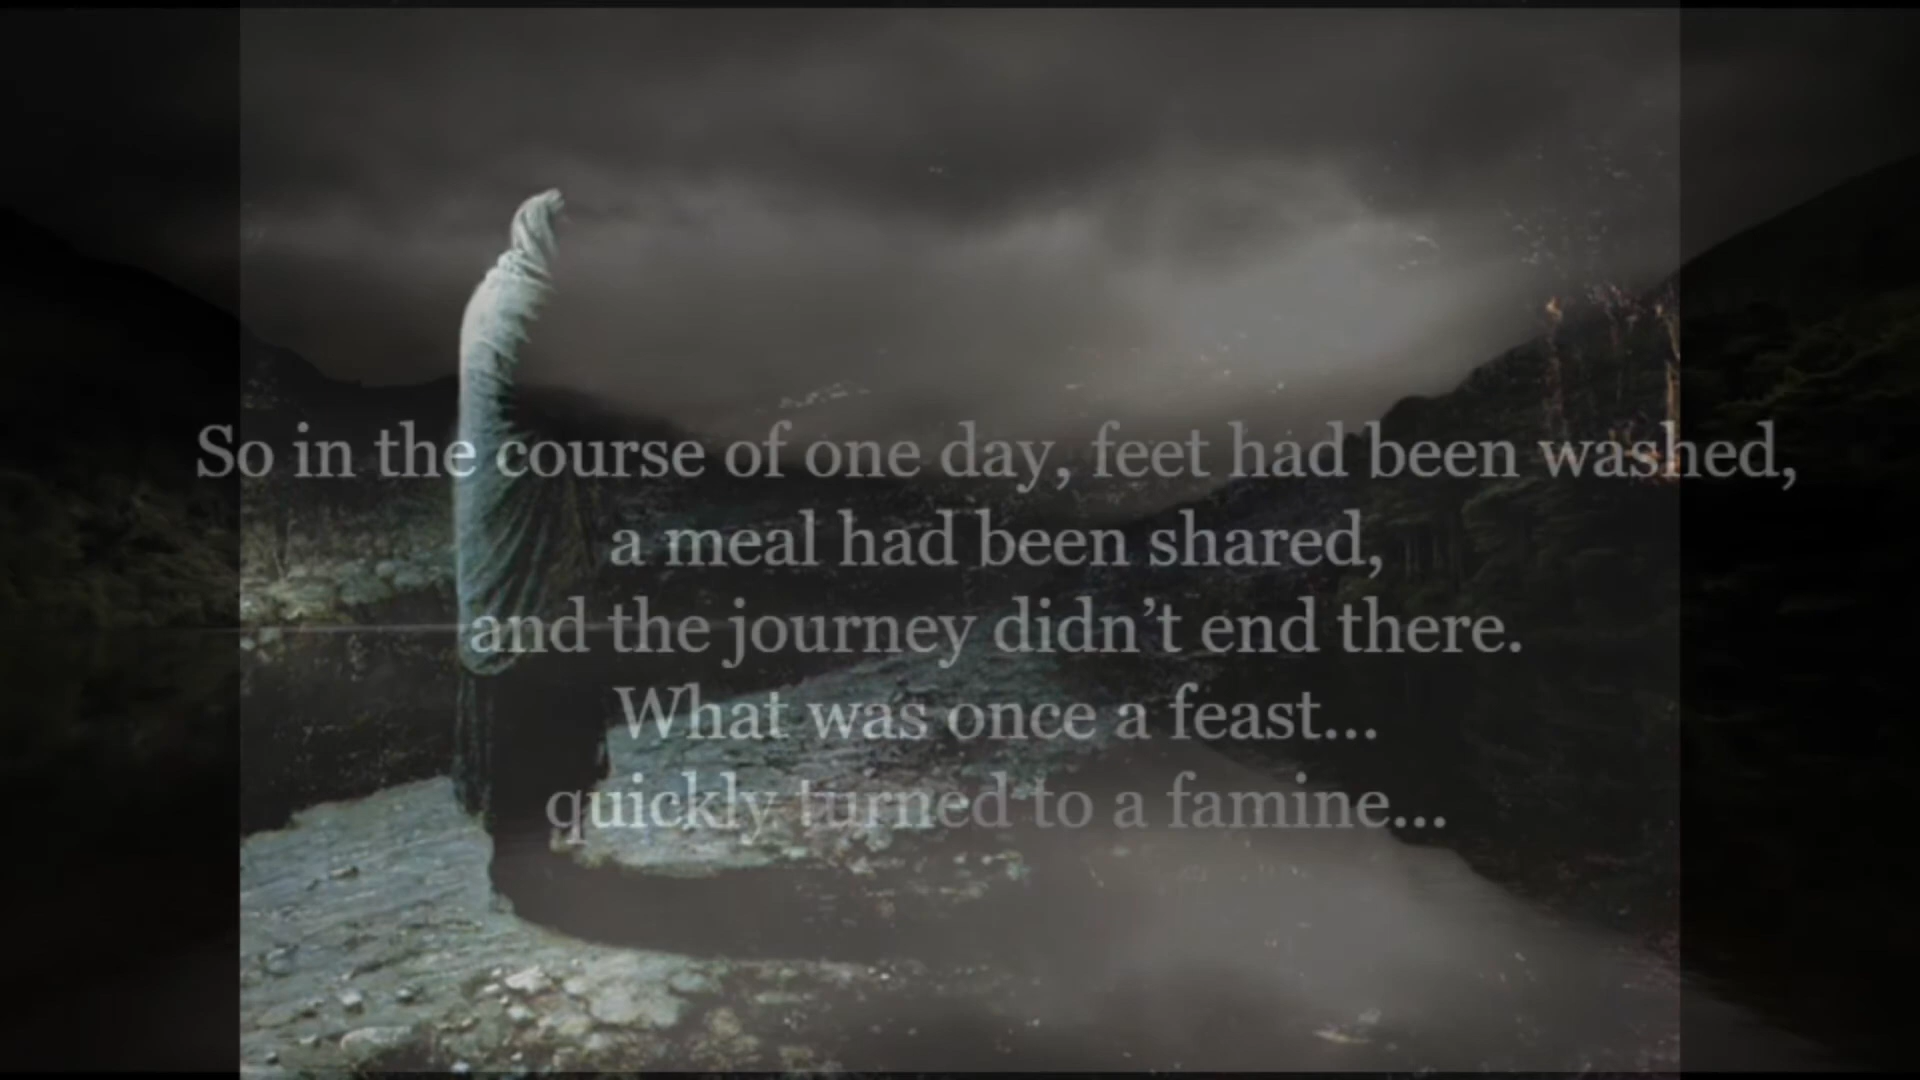 So in the course of one day, feet had been washed,
a meal had been shared,
and the journey didn’t end there.
What was once a feast...
quickly turned to a famine...